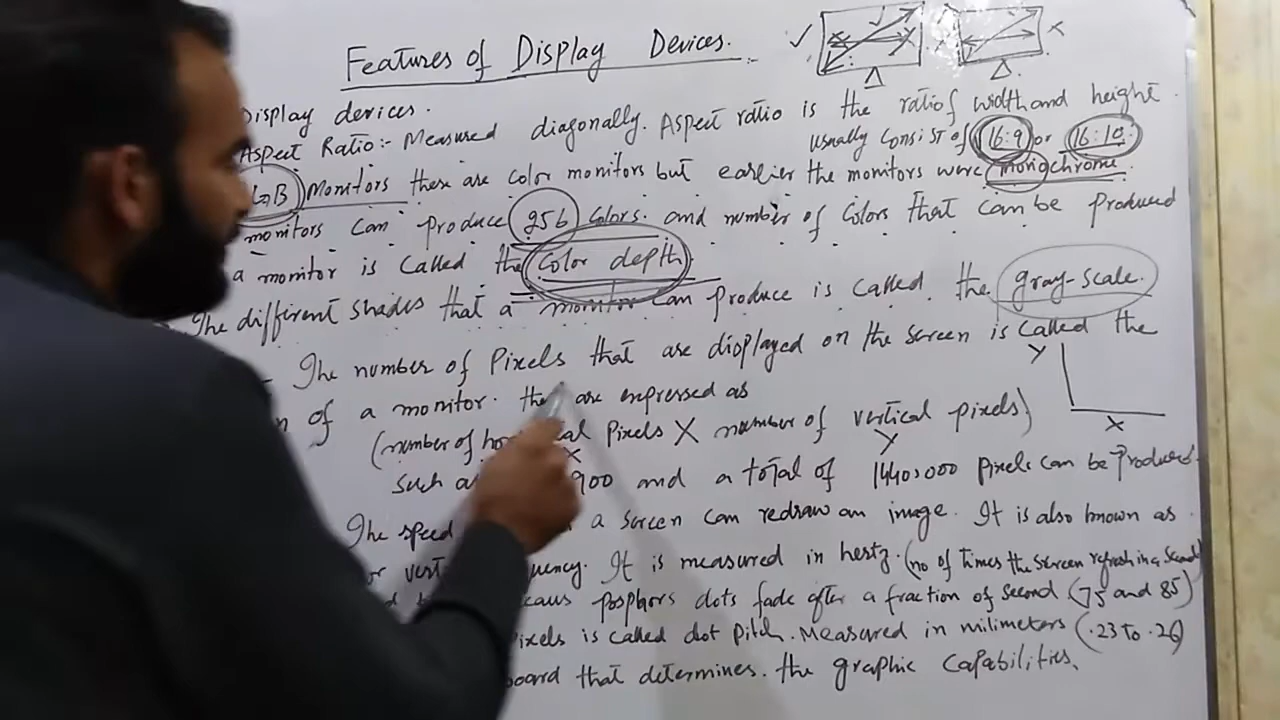 Features of Display Devices.
Display devices.
Aspect Ratio:- Measured diagonally. Aspect ratio is the ratio of width and height
usually consist of 16:9 or 16:10.
GB Monitors these are color monitors but earlier the monitors were monochrome.
monitors can produce 256 colors. and number of colors that can be produced
a monitor is called the color depth
The different shades that a monitor can produce is called the gray-scale.
The number of Pixels that are displayed on the screen is called the
n of a monitor. are expressed as
(number of Pixels X number of vertical pixels)
X Y
Y
X
such 900 and a total of 1440,000 pixels can be produced.
The speed a screen can redraw an image. It is also known as
or It is measured in hertz. (no of times the screen refresh in a second)
posphors dots fade after a fraction of second (75 and 85)
Pixels is called dot pitch. Measured in milimeters (.23 to .26)
board that determines. the graphic capabilities.